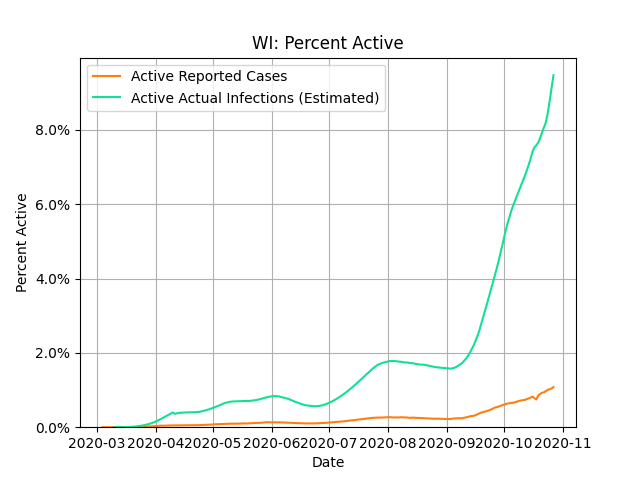 WI: Percent Active
Active Reported Cases
Active Actual Infections (Estimated)
Percent Active
8.0%
6.0%
4.0%
2.0%
0.0%
2020-03 2020-04 2020-05 2020-06 2020-07 2020-08 2020-09 2020-10 2020-11
Date